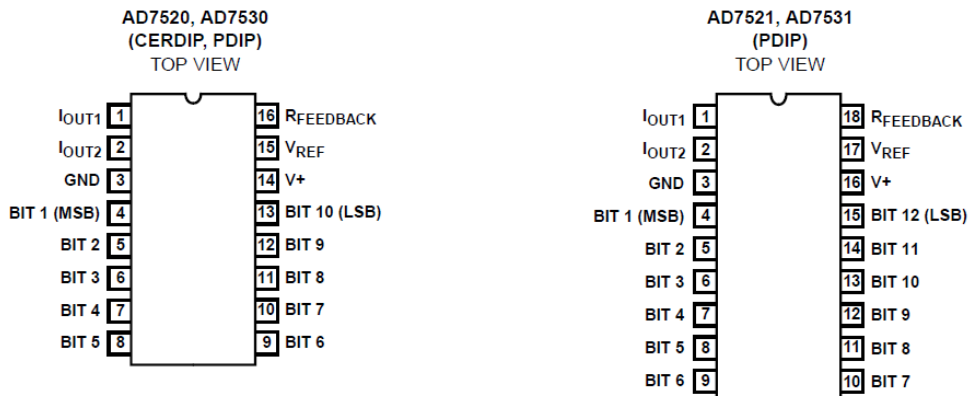 AD7520, AD7530
(CERDIP, PDIP)
TOP VIEW
IOUT1 1
IOUT2 2
GND 3
BIT 1 (MSB) 4
BIT 2 5
BIT 3 6
BIT 4 7
BIT 5 8
16 RFEEDBACK
15 VREF
14 V+
13 BIT 10 (LSB)
12 BIT 9
11 BIT 8
10 BIT 7
9 BIT 6
AD7521, AD7531
(PDIP)
TOP VIEW
IOUT1 1
IOUT2 2
GND 3
BIT 1 (MSB) 4
BIT 2 5
BIT 3 6
BIT 4 7
BIT 5 8
BIT 6 9
18 RFEEDBACK
17 VREF
16 V+
15 BIT 12 (LSB)
14 BIT 11
13 BIT 10
12 BIT 9
11 BIT 8
10 BIT 7